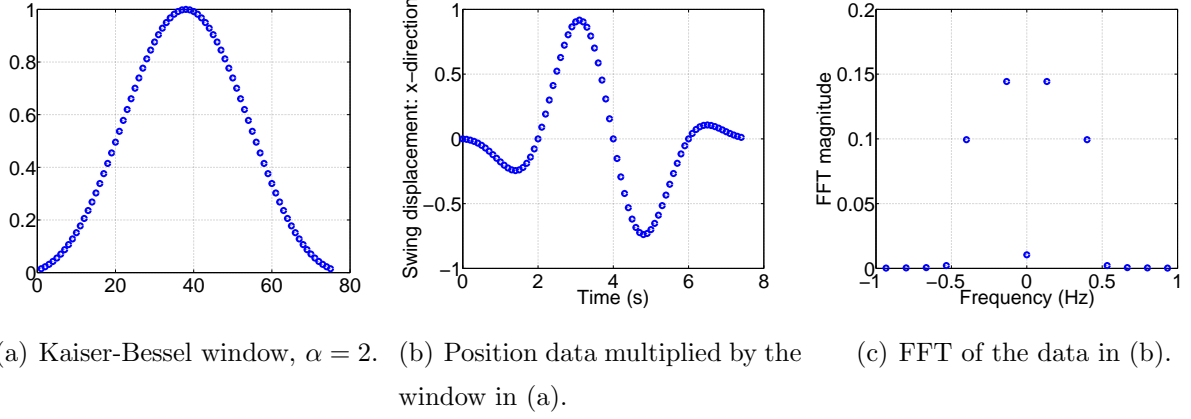 1
0.8
0.6
0.4
0.2
0
0 20 40 60 80
Swing displacement: x−direction
1
0.5
0
−0.5
−1
0 2 4 6 8
Time (s)
FFT magnitude
0.2
0.15
0.1
0.05
0
−1 −0.5 0 0.5 1
Frequency (Hz)
a) Kaiser-Bessel window, α = 2.
(b) Position data multiplied by the
window in (a).
(c) FFT of the data in (b).